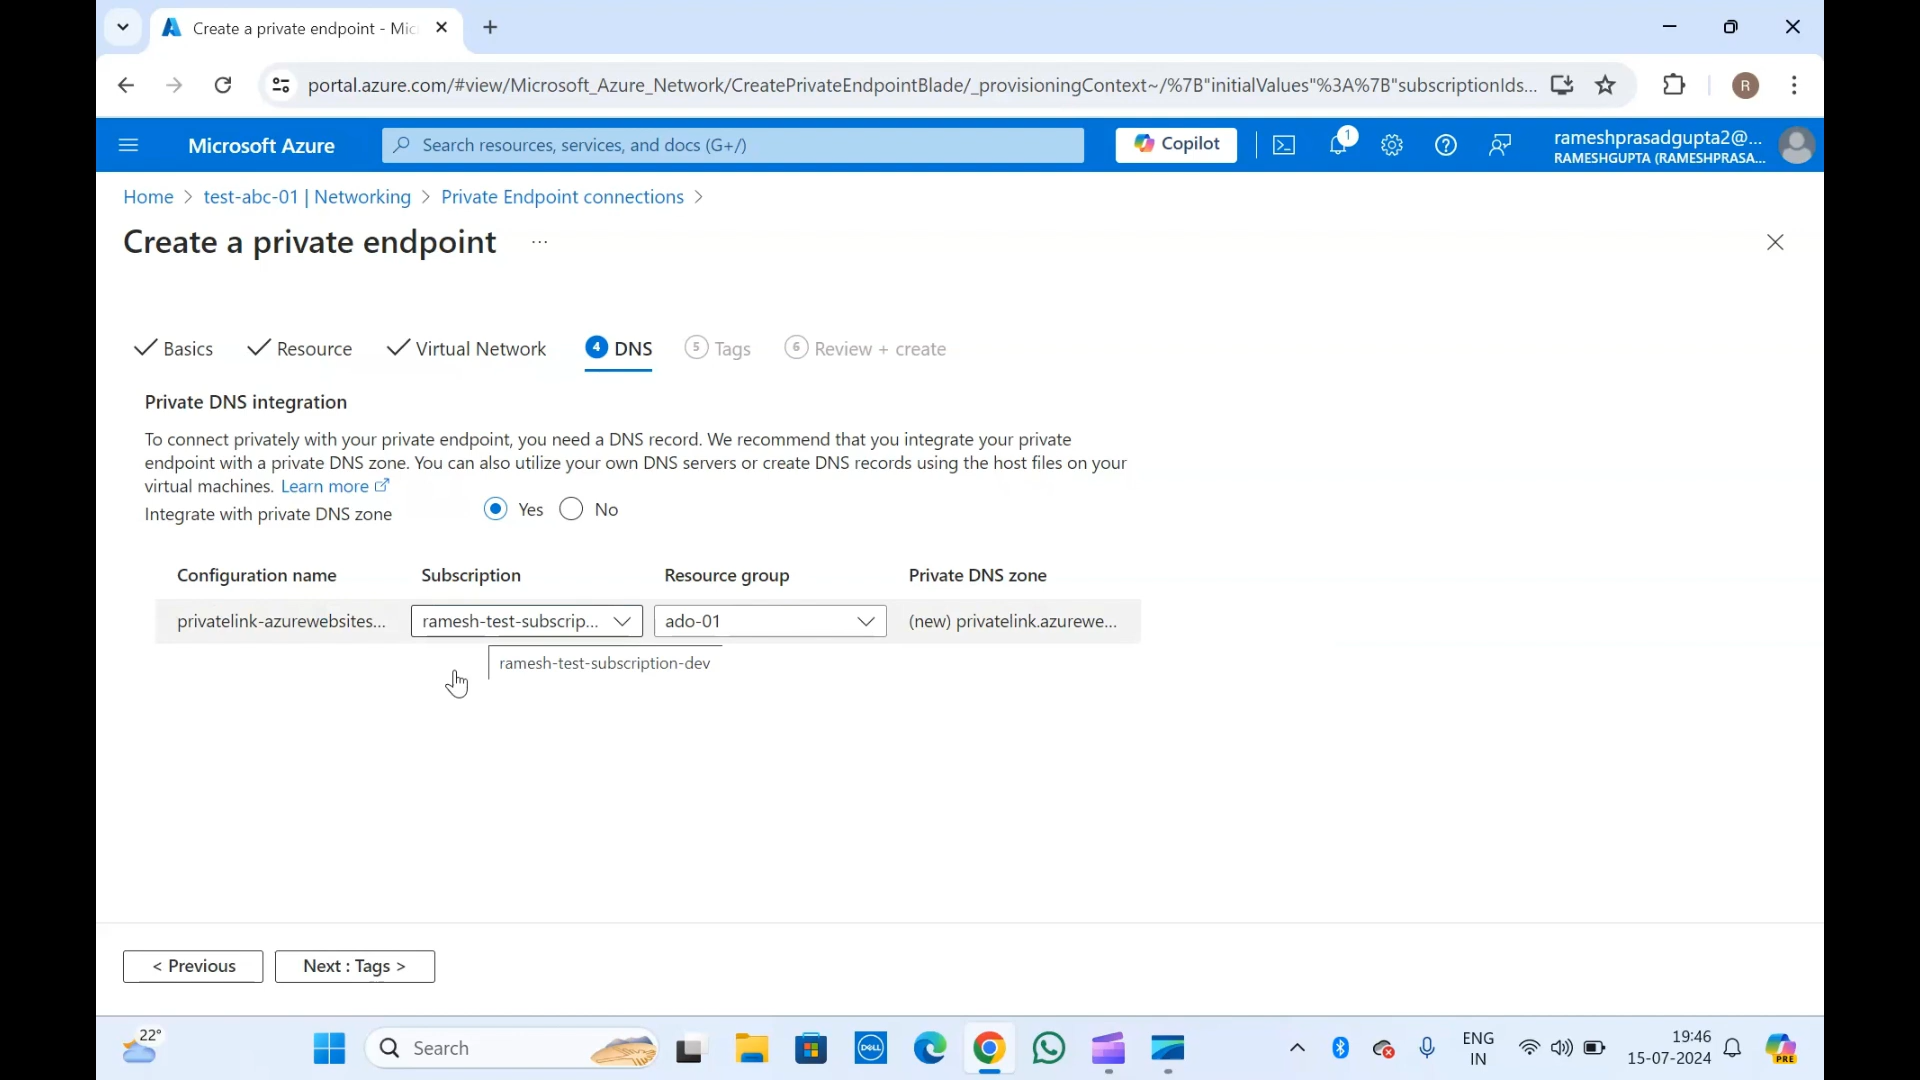 Create a private endpoint - Mic
portal.azure.com/#view/Microsoft_Azure_Network/CreatePrivateEndpointBlade/_provisioningContext~/%7B"initialValues"%3A%7B"subscriptionIds...
R
Microsoft Azure
Search resources, services, and docs (G+/)
Copilot
1
rameshprasadgupta2@...
RAMESHGUPTA (RAMESHPRASA...
Home > test-abc-01 | Networking > Private Endpoint connections >
Create a private endpoint ...
Basics Resource Virtual Network 4 DNS 5 Tags 6 Review + create
Private DNS integration
To connect privately with your private endpoint, you need a DNS record. We recommend that you integrate your private
endpoint with a private DNS zone. You can also utilize your own DNS servers or create DNS records using the host files on your
virtual machines. Learn more
Integrate with private DNS zone Yes No
Configuration name Subscription Resource group Private DNS zone
privatelink-azurewebsites... ramesh-test-subscrip... ado-01 (new) privatelink.azurewe...
ramesh-test-subscription-dev
< Previous Next : Tags >
22°
Search
DELL
ENG
IN
19:46
15-07-2024
PRE